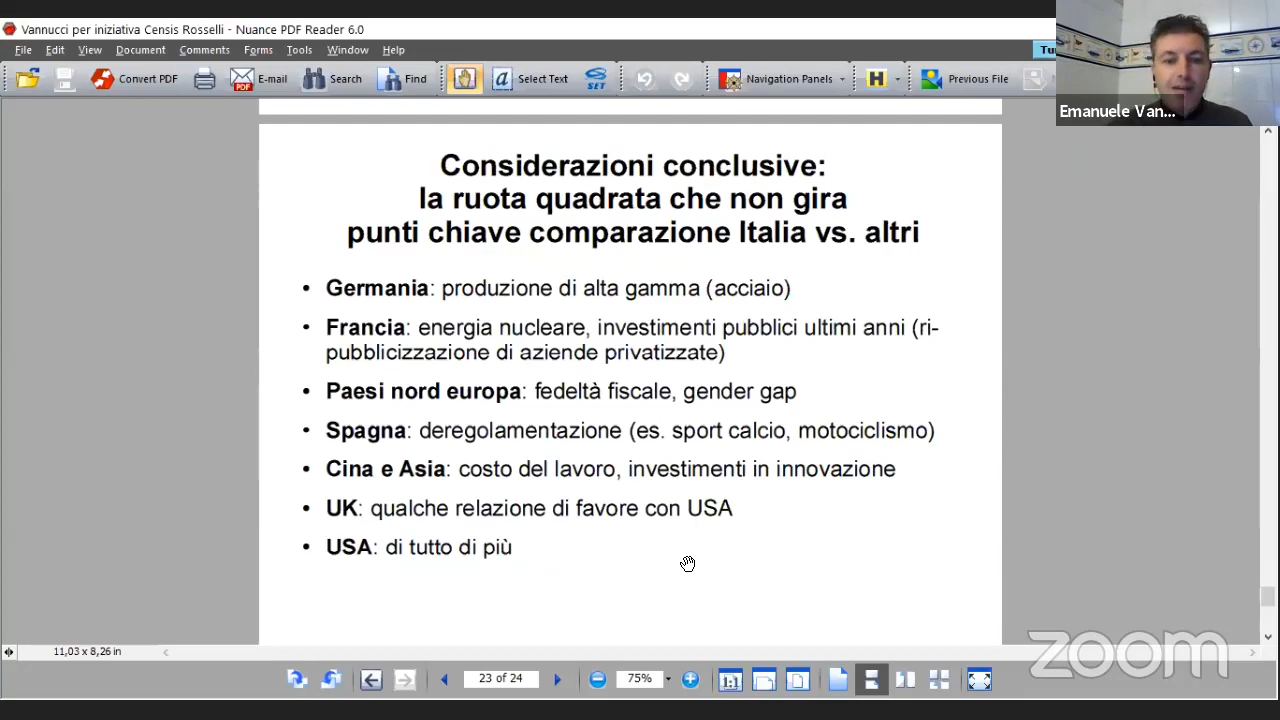 Vannucci per iniziativa Censis Rosselli - Nuance PDF Reader 6.0
File Edit View Document Comments Forms Tools Window Help
Convert PDF E-mail Search Find Select Text SET Navigation Panels H Previous File
Emanuele Van...
Considerazioni conclusive:
la ruota quadrata che non gira
punti chiave comparazione Italia vs. altri
• Germania: produzione di alta gamma (acciaio)
• Francia: energia nucleare, investimenti pubblici ultimi anni (ri-
pubblicizzazione di aziende privatizzate)
• Paesi nord europa: fedeltà fiscale, gender gap
• Spagna: deregolamentazione (es. sport calcio, motociclismo)
• Cina e Asia: costo del lavoro, investimenti in innovazione
• UK: qualche relazione di favore con USA
• USA: di tutto di più
zoom
11,03 x 8,26 in
23 of 24 75% 1:1